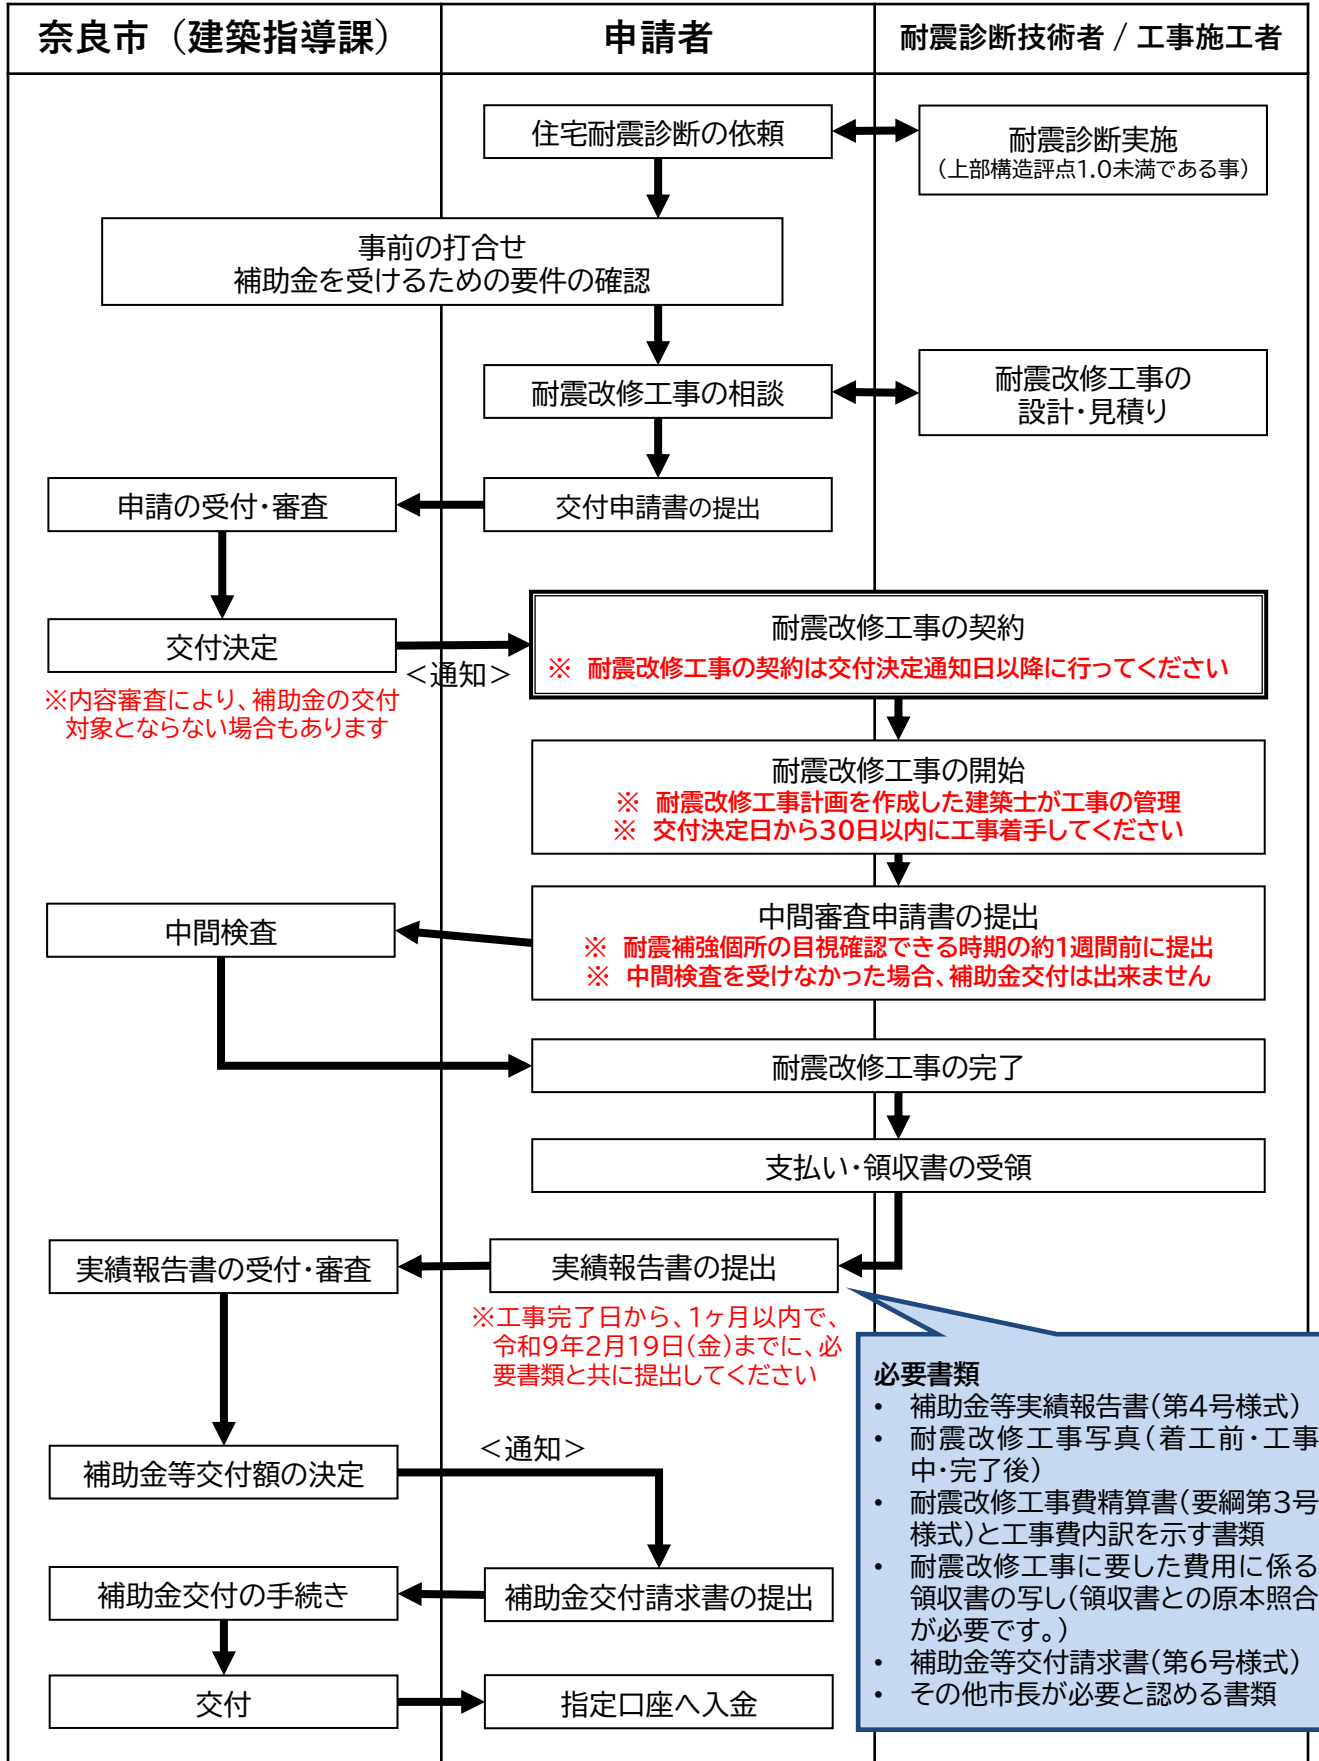 奈良市（建築指導課）
申請者
耐震診断技術者 / 工事施工者
住宅耐震診断の依頼
耐震診断実施
（上部構造評点1.0未満である事）
事前の打合せ
補助金を受けるための要件の確認
耐震改修工事の相談
耐震改修工事の
設計・見積り
申請の受付・審査
交付申請書の提出
交付決定
＜通知＞
※内容審査により、補助金の交付
対象とならない場合もあります
耐震改修工事の契約
※ 耐震改修工事の契約は交付決定通知日以降に行ってください
耐震改修工事の開始
※ 耐震改修工事計画を作成した建築士が工事の管理
※ 交付決定日から30日以内に工事着手してください
中間検査
中間審査申請書の提出
※ 耐震補強個所の目視確認できる時期の約1週間前に提出
※ 中間検査を受けなかった場合、補助金交付は出来ません
耐震改修工事の完了
支払い・領収書の受領
実績報告書の受付・審査
実績報告書の提出
※工事完了日から、1ヶ月以内で、
令和9年2月19日(金)までに、必
要書類と共に提出してください
必要書類
• 補助金等実績報告書(第4号様式)
• 耐震改修工事写真(着工前・工事
中・完了後)
• 耐震改修工事費精算書(要綱第3号
様式)と工事費内訳を示す書類
• 耐震改修工事に要した費用に係る
領収書の写し(領収書との原本照合
が必要です。)
• 補助金等交付請求書(第6号様式)
• その他市長が必要と認める書類
補助金等交付額の決定
＜通知＞
補助金交付の手続き
補助金交付請求書の提出
交付
指定口座へ入金